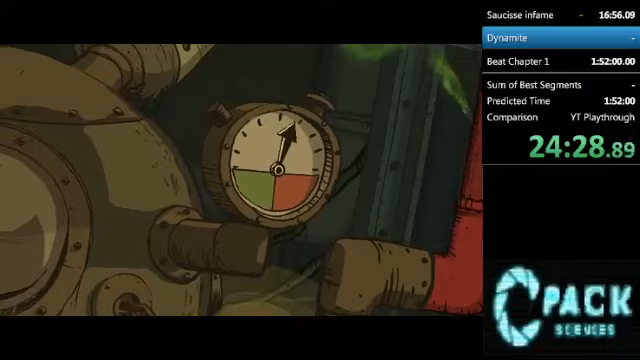 Saucisse infame - 16:56.09
Dynamite -
Beat Chapter 1 1:52:00.00
Sum of Best Segments -
Predicted Time 1:52:00
Comparison YT Playthrough
24:28.89
PACK
SCIENCES